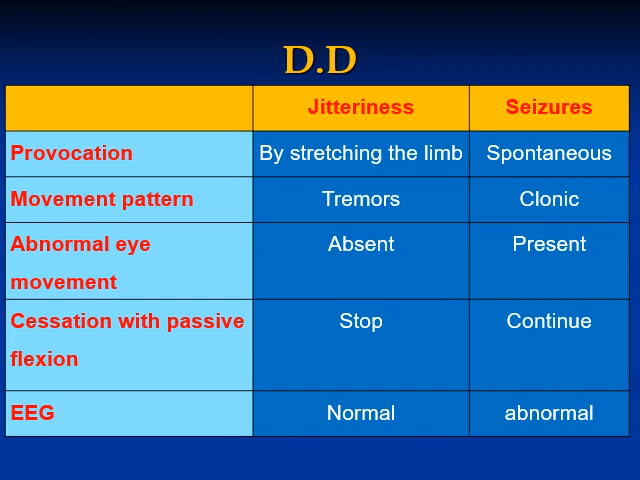 D.D
Jitteriness Seizures
Provocation By stretching the limb Spontaneous
Movement pattern Tremors Clonic
Abnormal eye Absent Present
movement
Cessation with passive Stop Continue
flexion
EEG Normal abnormal